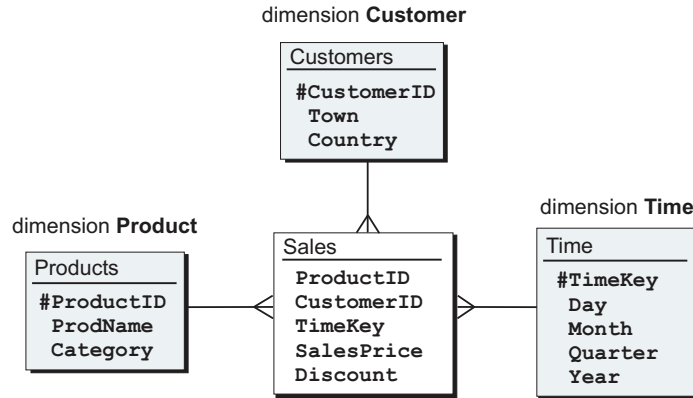 dimension Customer
Customers
#CustomerID
Town
Country
dimension Product
Products
#ProductID
ProdName
Category
Sales
ProductID
CustomerID
TimeKey
SalesPrice
Discount
dimension Time
Time
#TimeKey
Day
Month
Quarter
Year